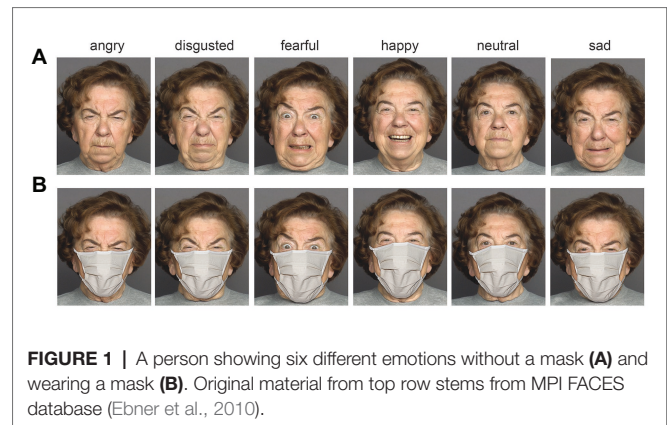 angry disgusted fearful happy neutral sad
A
B
FIGURE 1 | A person showing six different emotions without a mask (A) and
wearing a mask (B). Original material from top row stems from MPI FACES
database (Ebner et al., 2010).